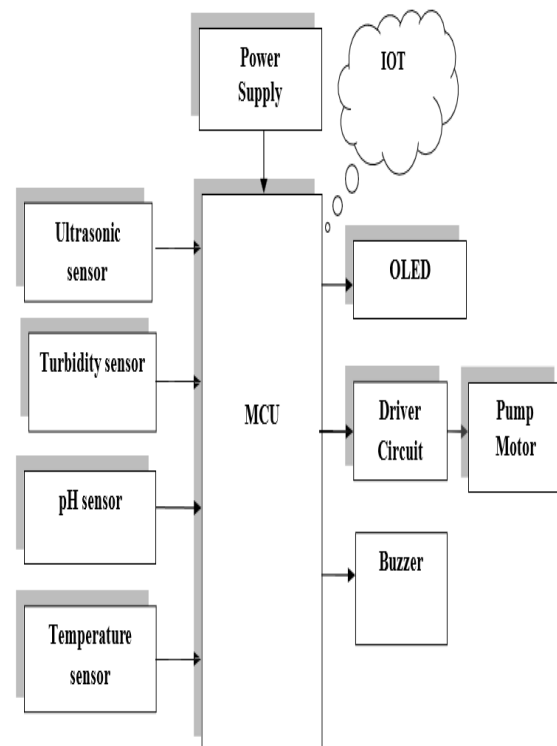 Power
Supply
IOT
Ultrasonic
sensor
OLED
Turbidity sensor
MCU
Driver
Circuit
Pump
Motor
pH sensor
Buzzer
Temperature
sensor